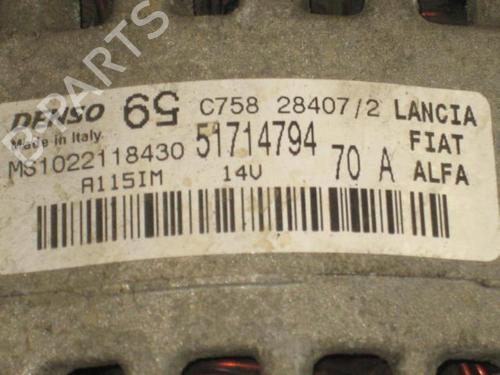 B-PARTS
DENSO 59 C758 28407/2 LANCIA
Made in Italy
MS1022118430 51714794 FIAT
A115IM 14V 70 A ALFA